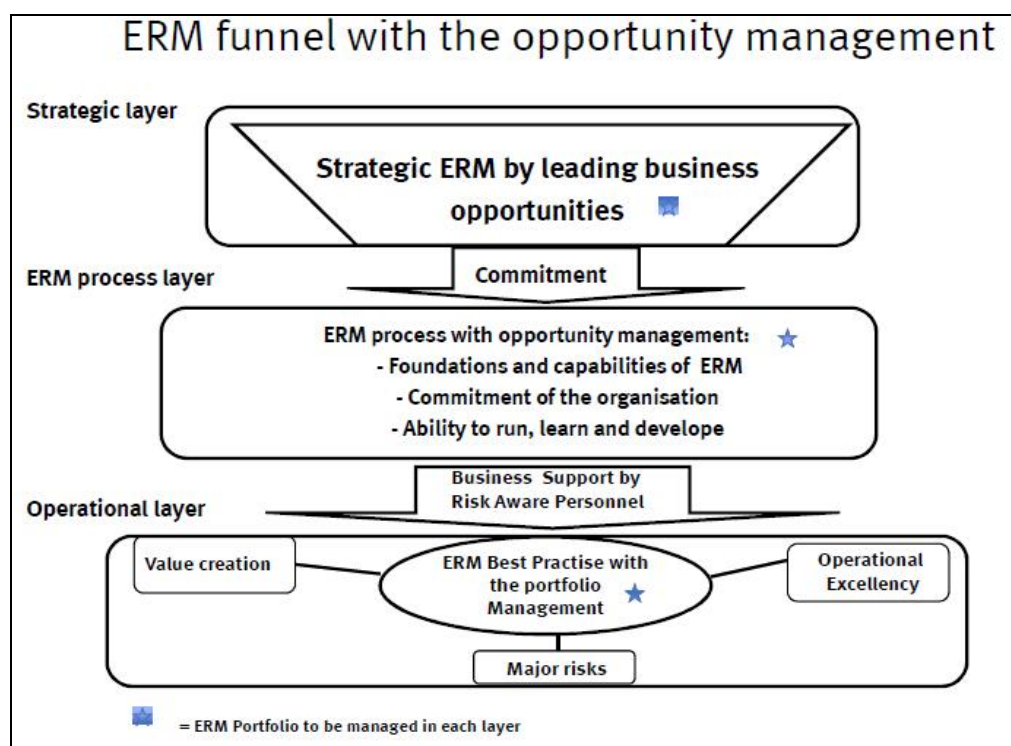 ERM funnel with the opportunity management
Strategic layer
Strategic ERM by leading business
opportunities
Commitment
ERM process layer
ERM process with opportunity management:
- Foundations and capabilities of ERM
- Commitment of the organisation
- Ability to run, learn and develope
Business Support by
Risk Aware Personnel
Operational layer
Value creation
ERM Best Practise with
the portfolio
Management
Operational
Excellency
Major risks
= ERM Portfolio to be managed in each layer